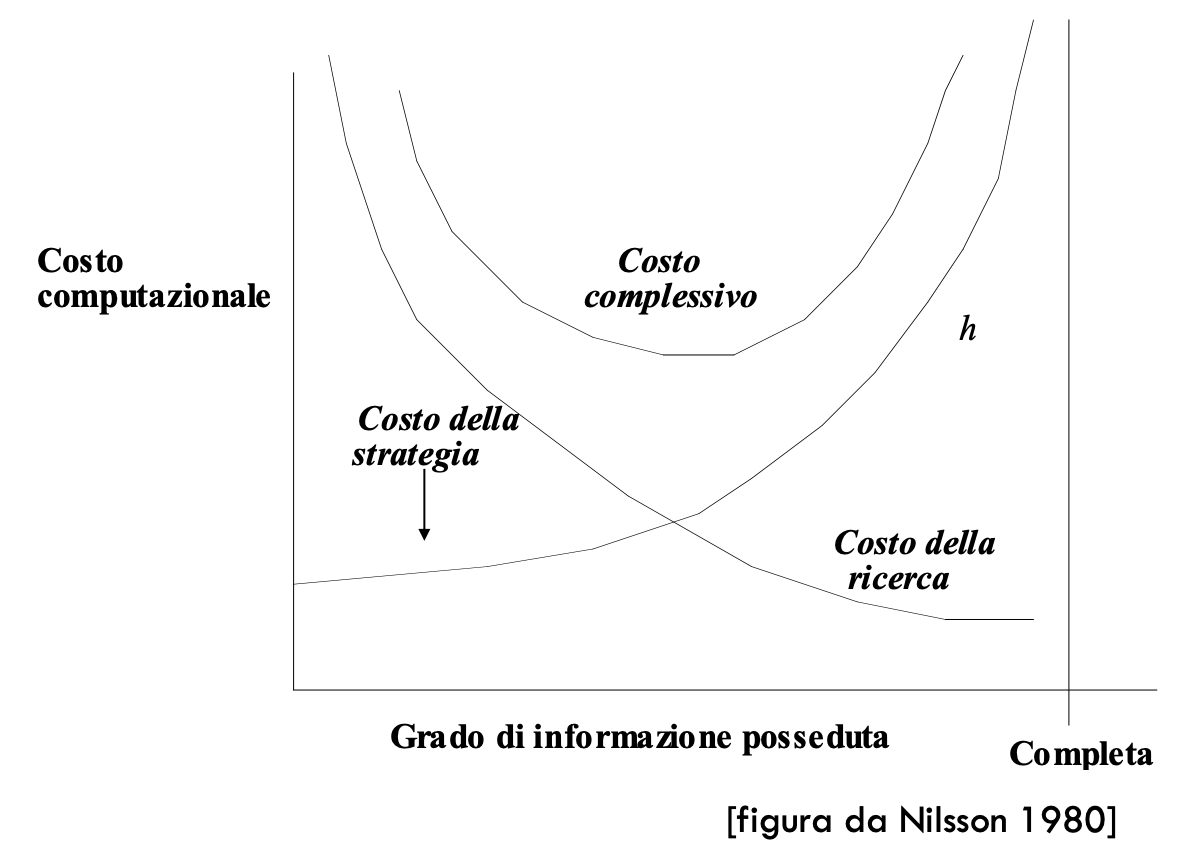 Costo
computazionale
Costo
complessivo
h
Costo della
strategia
Costo della
ricerca
Grado di informazione posseduta
Completa
[figura da Nilsson 1980]